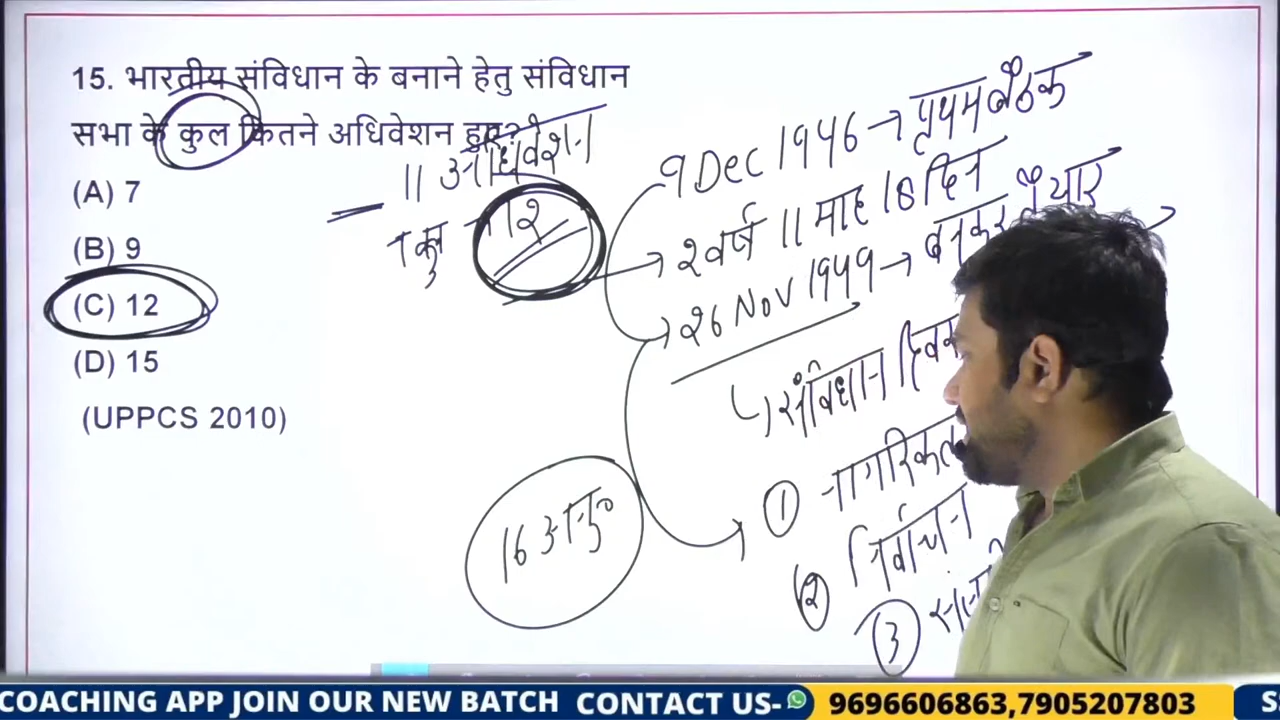 15. भारतीय संविधान के बनाने हेतु संविधान
सभा के कुल कितने अधिवेशन हुए?
(A) 7
(B) 9
(C) 12
(D) 15
(UPPCS 2010)
11 अधिवेशन
कुल → 12
9 Dec 1946 → प्रथम बैठक
→ 2 वर्ष 11 माह 18 दिन
→ 26 Nov 1949 → बनकर तैयार
↳ संविधान दिवस
① नागरिकता
② निर्वाचन
③
16 अनु०
COACHING APP JOIN OUR NEW BATCH CONTACT US- 9696606863,7905207803